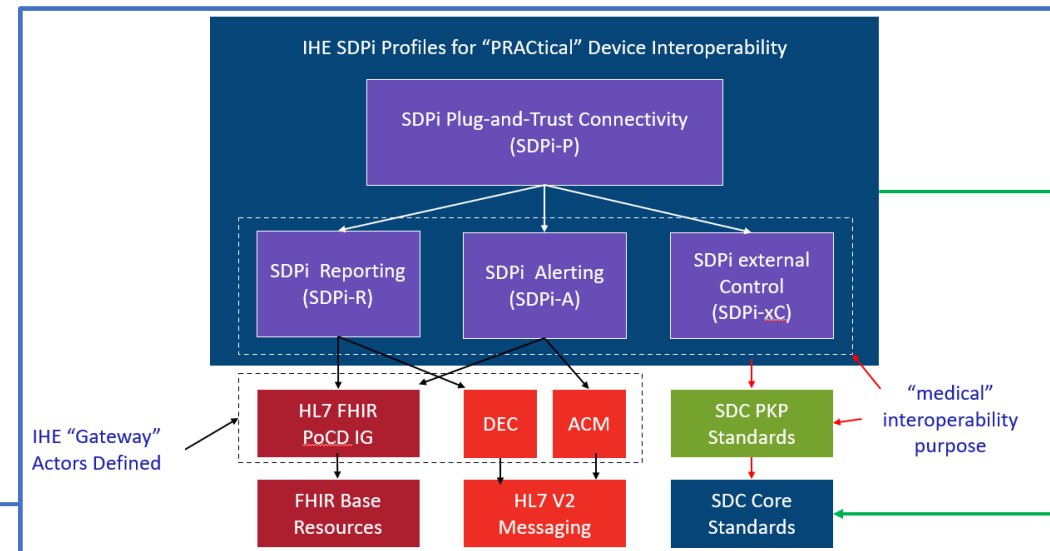 IHE SDPi Profiles for “PRACtical” Device Interoperability
SDPi Plug-and-Trust Connectivity
(SDPi-P)
SDPi Reporting
(SDPi-R)
SDPi Alerting
(SDPi-A)
SDPi external
Control
(SDPi-xC)
IHE “Gateway”
Actors Defined
HL7 FHIR
PoCD IG
DEC
ACM
SDC PKP
Standards
“medical”
interoperability
purpose
FHIR Base
Resources
HL7 V2
Messaging
SDC Core
Standards